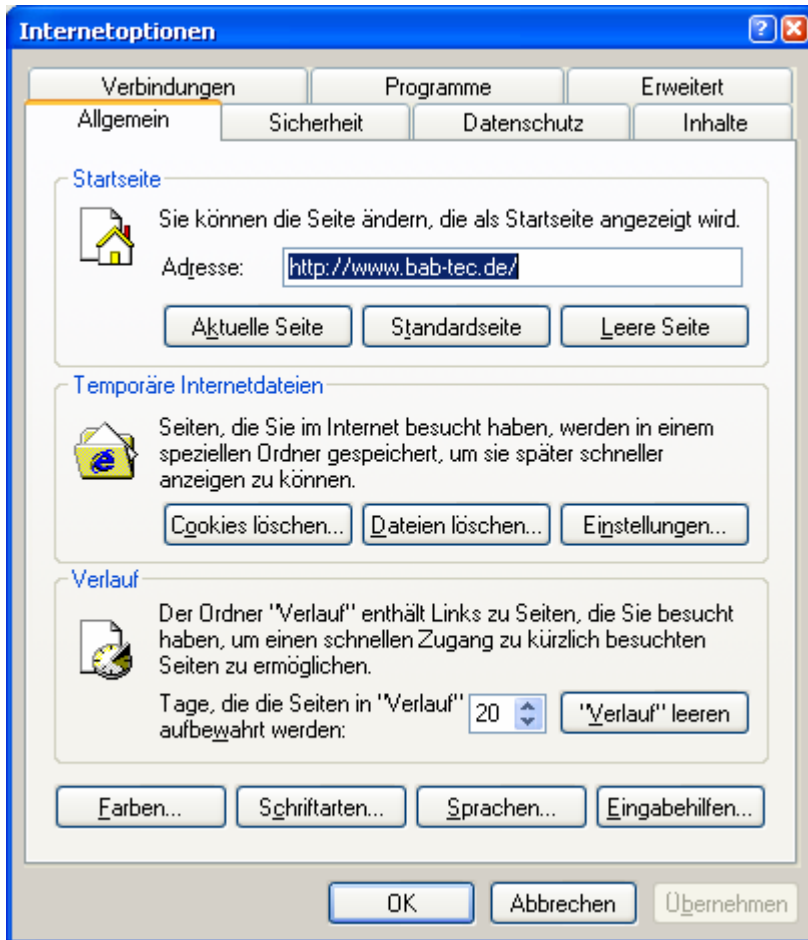 Internetoptionen
Verbindungen Programme Erweitert
Allgemein Sicherheit Datenschutz Inhalte
Startseite
Sie können die Seite ändern, die als Startseite angezeigt wird.
Adresse: http://www.bab-tec.de/
Aktuelle Seite Standardseite Leere Seite
Temporäre Internetdateien
Seiten, die Sie im Internet besucht haben, werden in einem
speziellen Ordner gespeichert, um sie später schneller
anzeigen zu können.
Cookies löschen... Dateien löschen... Einstellungen...
Verlauf
Der Ordner "Verlauf" enthält Links zu Seiten, die Sie besucht
haben, um einen schnellen Zugang zu kürzlich besuchten
Seiten zu ermöglichen.
Tage, die die Seiten in "Verlauf"
aufbewahrt werden: 20 "Verlauf" leeren
Farben... Schriftarten... Sprachen... Eingabehilfen...
OK Abbrechen Übernehmen